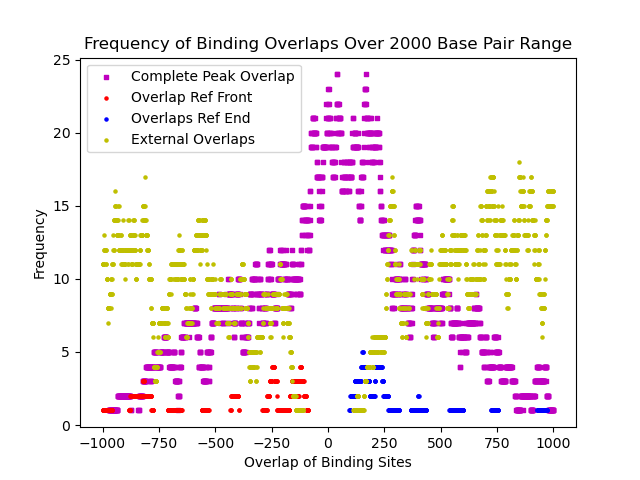 Frequency of Binding Overlaps Over 2000 Base Pair Range
Complete Peak Overlap
Overlap Ref Front
Overlaps Ref End
External Overlaps
25
20
15
10
5
0
Frequency
−1000 −750 −500 −250 0 250 500 750 1000
Overlap of Binding Sites